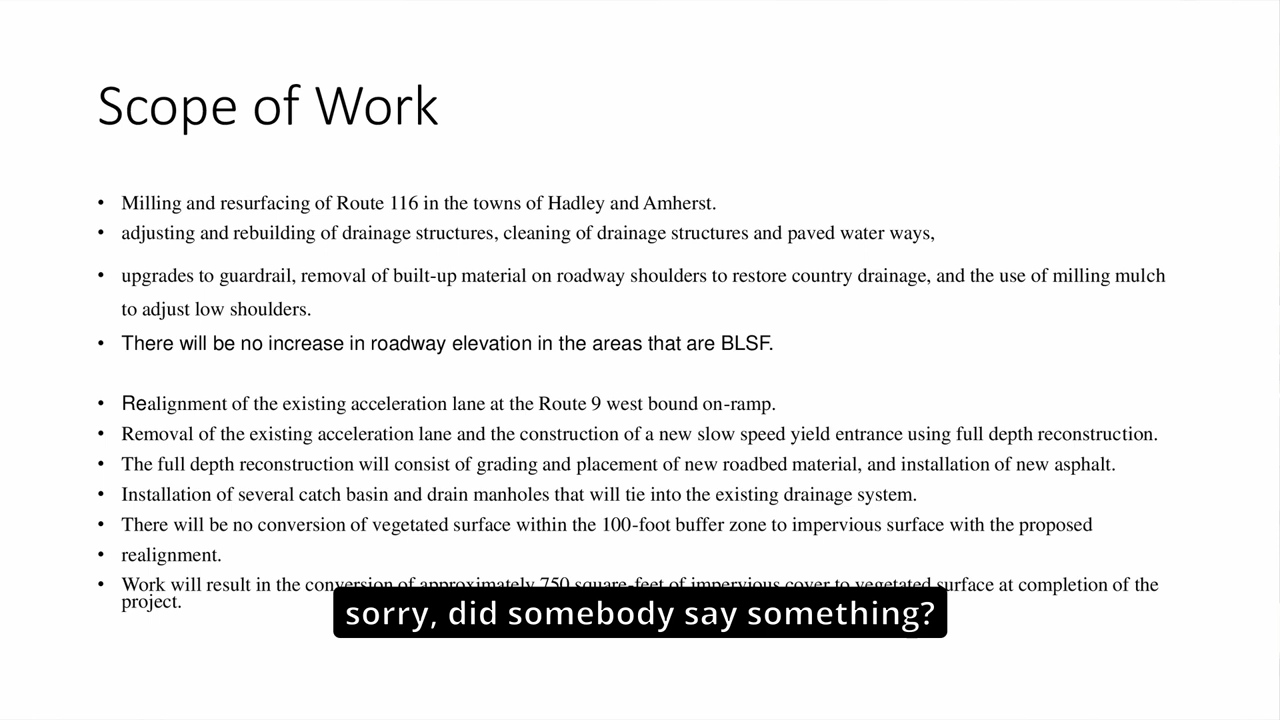 Scope of Work
• Milling and resurfacing of Route 116 in the towns of Hadley and Amherst.
• adjusting and rebuilding of drainage structures, cleaning of drainage structures and paved water ways,
• upgrades to guardrail, removal of built-up material on roadway shoulders to restore country drainage, and the use of milling mulch
to adjust low shoulders.
• There will be no increase in roadway elevation in the areas that are BLSF.
• Realignment of the existing acceleration lane at the Route 9 west bound on-ramp.
• Removal of the existing acceleration lane and the construction of a new slow speed yield entrance using full depth reconstruction.
• The full depth reconstruction will consist of grading and placement of new roadbed material, and installation of new asphalt.
• Installation of several catch basin and drain manholes that will tie into the existing drainage system.
• There will be no conversion of vegetated surface within the 100-foot buffer zone to impervious surface with the proposed
• realignment.
• Work will result in the conversion of approximately 750 square-feet of impervious cover to vegetated surface at completion of the
project.
sorry, did somebody say something?